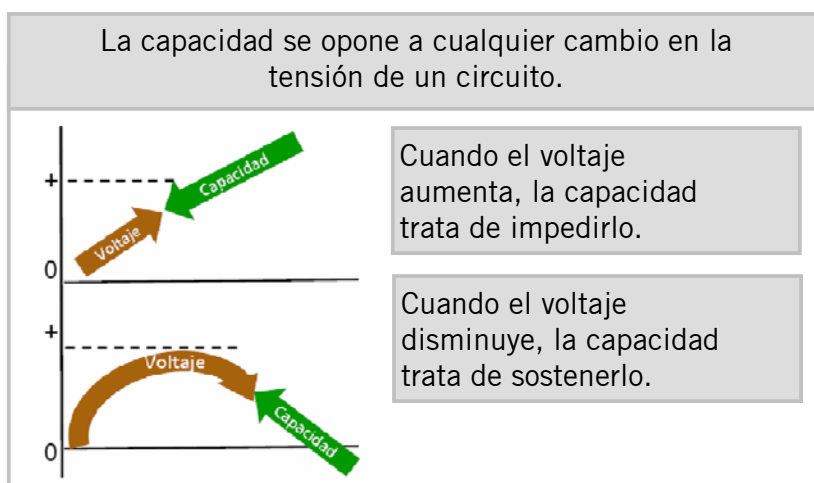 La capacidad se opone a cualquier cambio en la
tensión de un circuito.
+
Capacidad
Voltaje
0
Cuando el voltaje
aumenta, la capacidad
trata de impedirlo.
+
Voltaje
Capacidad
0
Cuando el voltaje
disminuye, la capacidad
trata de sostenerlo.